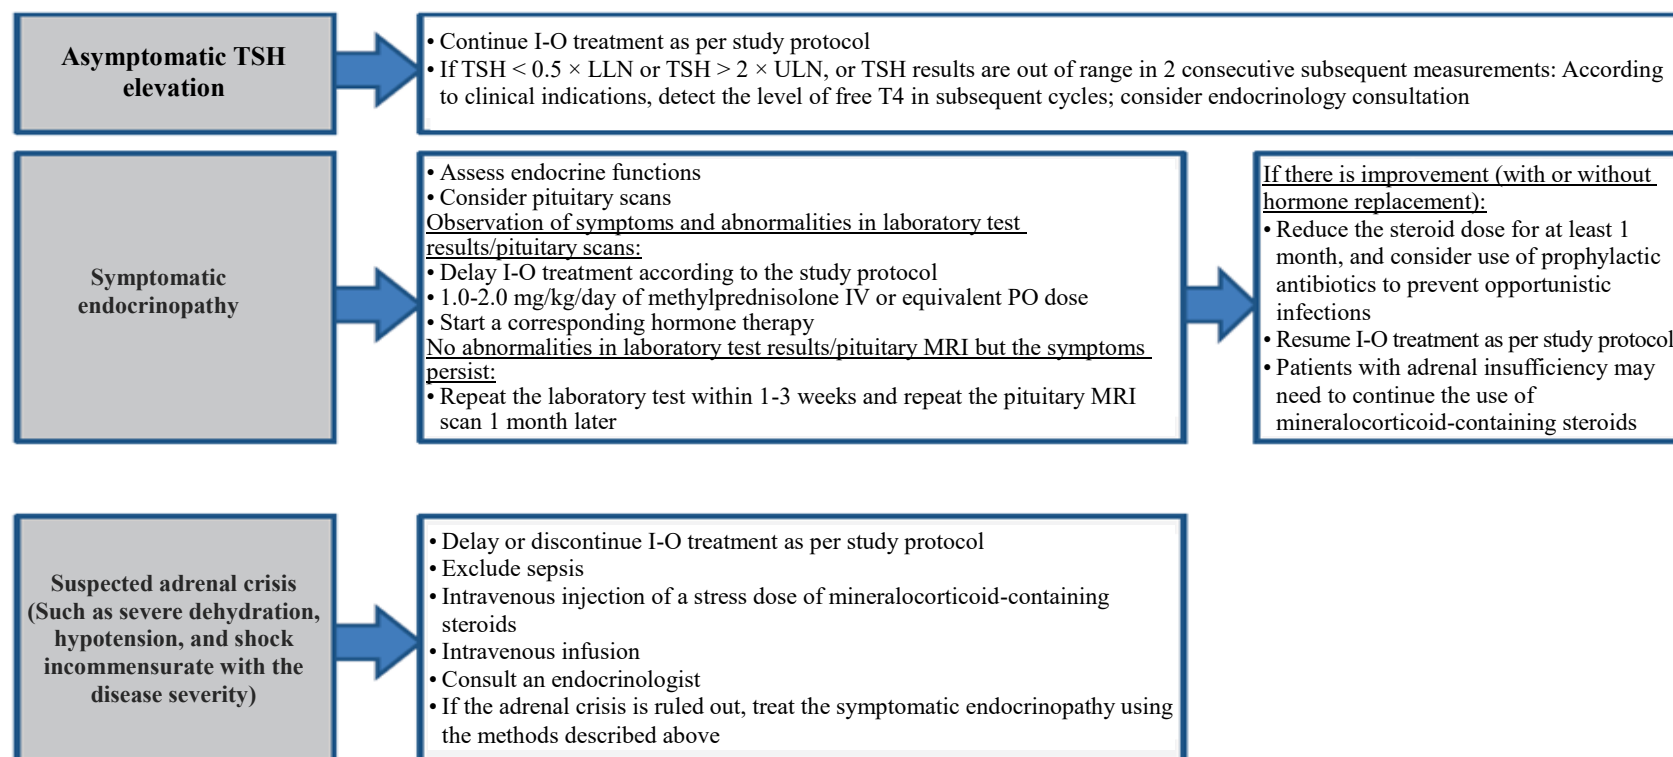 Asymptomatic TSH
elevation
• Continue I-O treatment as per study protocol
• If TSH < 0.5 × LLN or TSH > 2 × ULN, or TSH results are out of range in 2 consecutive subsequent measurements: According
to clinical indications, detect the level of free T4 in subsequent cycles; consider endocrinology consultation
Symptomatic
endocrinopathy
• Assess endocrine functions
• Consider pituitary scans
Observation of symptoms and abnormalities in laboratory test
results/pituitary scans:
• Delay I-O treatment according to the study protocol
• 1.0-2.0 mg/kg/day of methylprednisolone IV or equivalent PO dose
• Start a corresponding hormone therapy
No abnormalities in laboratory test results/pituitary MRI but the symptoms
persist:
• Repeat the laboratory test within 1-3 weeks and repeat the pituitary MRI
scan 1 month later
If there is improvement (with or without
hormone replacement):
• Reduce the steroid dose for at least 1
month, and consider use of prophylactic
antibiotics to prevent opportunistic
infections
• Resume I-O treatment as per study protocol
• Patients with adrenal insufficiency may
need to continue the use of
mineralocorticoid-containing steroids
Suspected adrenal crisis
(Such as severe dehydration,
hypotension, and shock
incommensurate with the
disease severity)
• Delay or discontinue I-O treatment as per study protocol
• Exclude sepsis
• Intravenous injection of a stress dose of mineralocorticoid-containing
steroids
• Intravenous infusion
• Consult an endocrinologist
• If the adrenal crisis is ruled out, treat the symptomatic endocrinopathy using
the methods described above